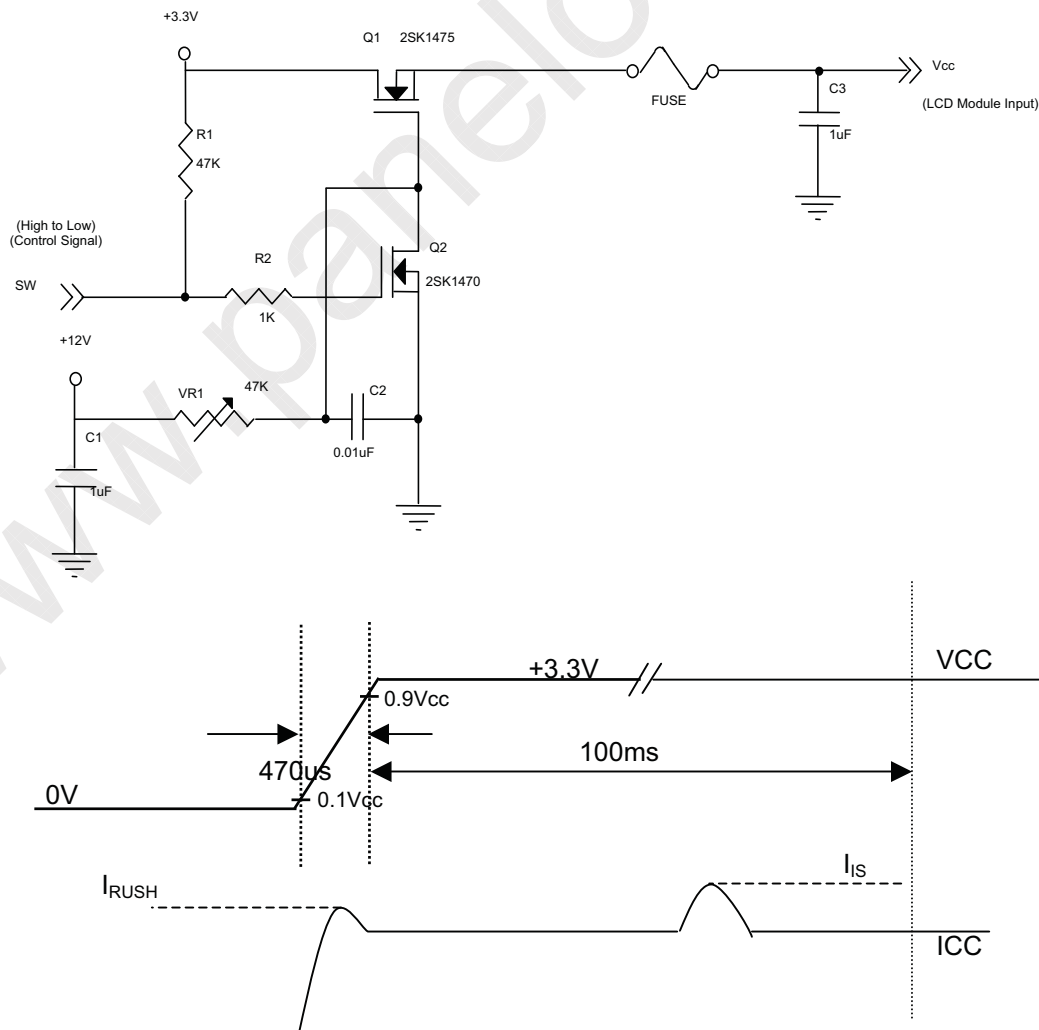 +3.3V
Q1 2SK1475
Vcc
FUSE
C3
(LCD Module Input)
R1
1uF
47K
(High to Low)
(Control Signal)
Q2
R2
2SK1470
SW
1K
+12V
VR1
47K
C2
C1
0.01uF
1uF
www.panelo
+3.3V
VCC
0.9Vcc
100ms
470us
0V
0.1Vcc
IRUSH
IIS
ICC